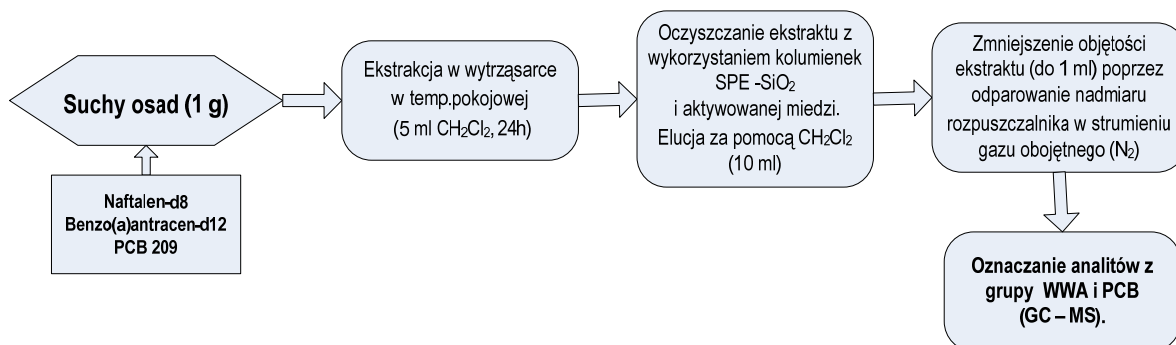 Suchy osad (1 g)
Naftalen-d8
Benzo(a)antracen-d12
PCB 209
Ekstrakcja w wytrząsarce
w temp.pokojowej
(5 ml CH₂Cl₂, 24h)
Oczyszczanie ekstraktu z
wykorzystaniem kolumienek
SPE -SiO₂
i aktywowanej miedzi.
Elucja za pomocą CH₂Cl₂
(10 ml)
Zmniejszenie objętości
ekstraktu (do 1 ml) poprzez
odparowanie nadmiaru
rozpuszczalnika w strumieniu
gazu obojętnego (N₂)
Oznaczanie analitów z
grupy WWA i PCB
(GC – MS).